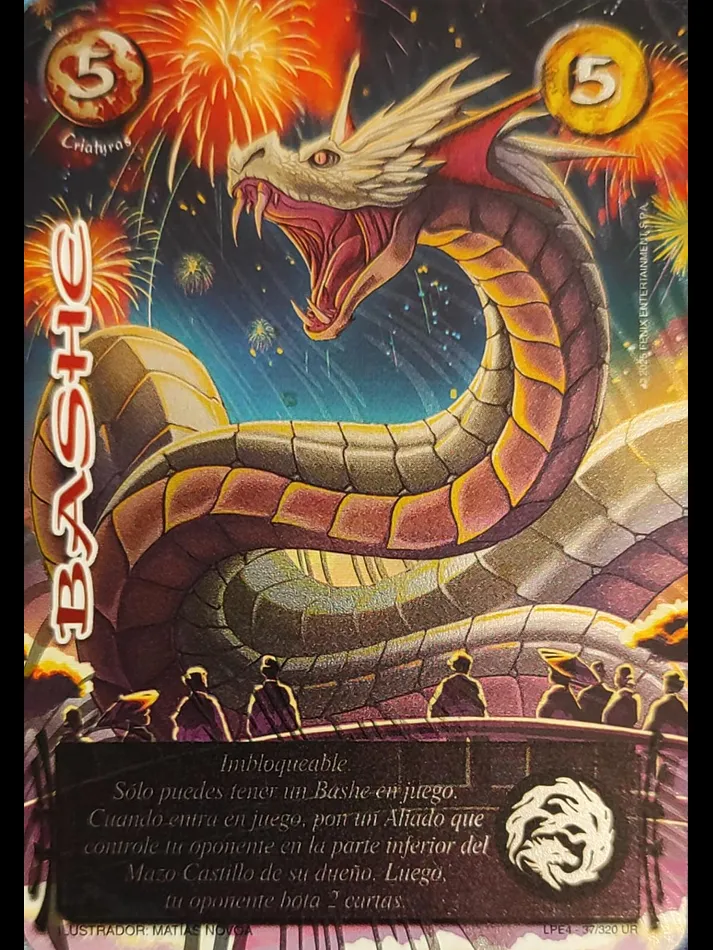 5
5
Criaturas
BASHE
© 2025 FENIX ENTERTAINMENT S.P.A.
Imbloqueable.
Sólo puedes tener un Bashe en juego.
Cuando entra en juego, pon un Aliado que
controle tu oponente en la parte inferior del
Mazo Castillo de su dueño. Luego,
tu oponente bota 2 cartas.
ILUSTRADOR: MATÍAS NOVOA
LPE4 - 37/320 UR